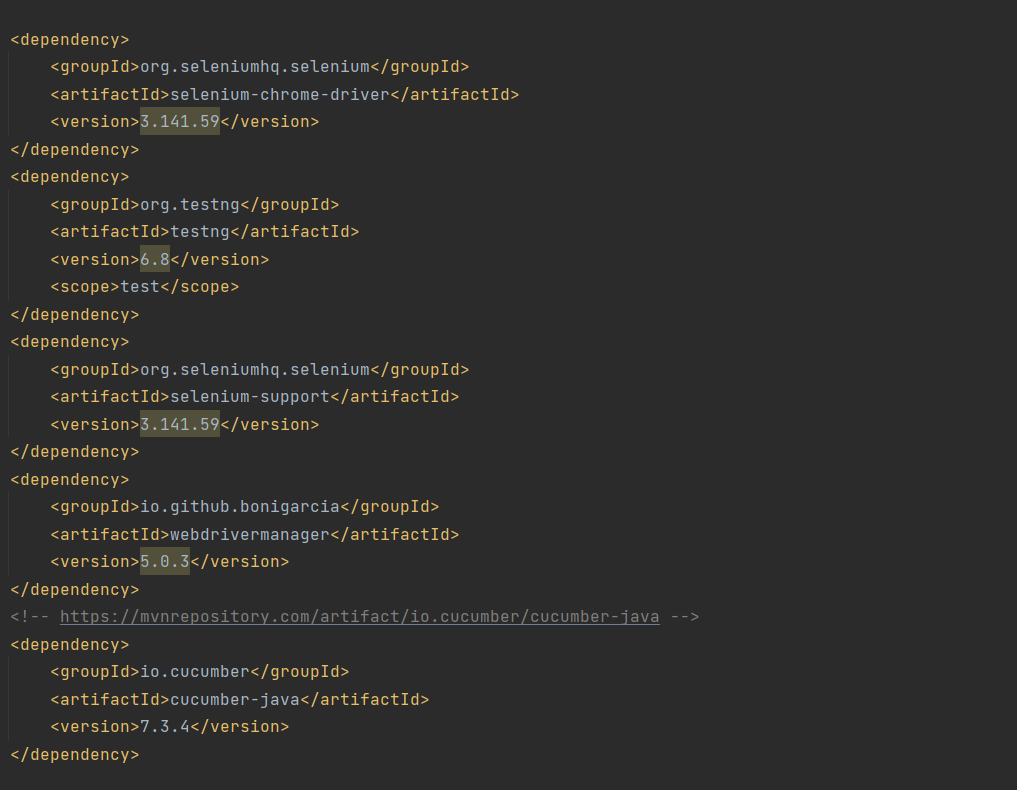 <dependency>
    <groupId>org.seleniumhq.selenium</groupId>
    <artifactId>selenium-chrome-driver</artifactId>
    <version>3.141.59</version>
</dependency>
<dependency>
    <groupId>org.testng</groupId>
    <artifactId>testng</artifactId>
    <version>6.8</version>
    <scope>test</scope>
</dependency>
<dependency>
    <groupId>org.seleniumhq.selenium</groupId>
    <artifactId>selenium-support</artifactId>
    <version>3.141.59</version>
</dependency>
<dependency>
    <groupId>io.github.bonigarcia</groupId>
    <artifactId>webdrivermanager</artifactId>
    <version>5.0.3</version>
</dependency>
<!-- https://mvnrepository.com/artifact/io.cucumber/cucumber-java -->
<dependency>
    <groupId>io.cucumber</groupId>
    <artifactId>cucumber-java</artifactId>
    <version>7.3.4</version>
</dependency>